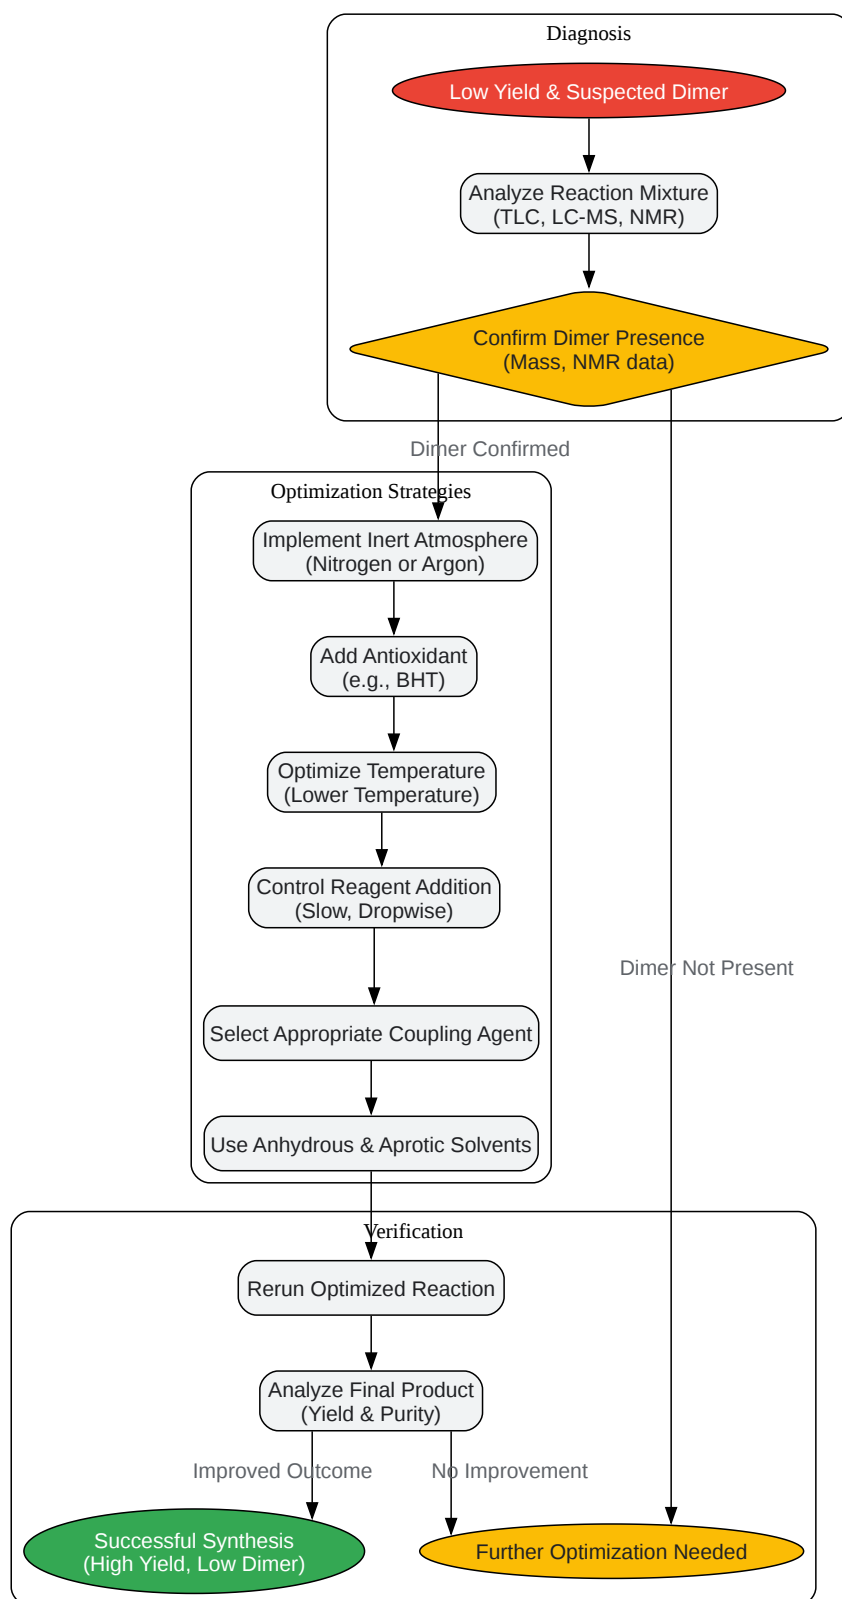 Diagnosis
Low Yield & Suspected Dimer
Analyze Reaction Mixture
(TLC, LC-MS, NMR)
Confirm Dimer Presence
(Mass, NMR data)
Dimer Confirmed
Optimization Strategies
Implement Inert Atmosphere
(Nitrogen or Argon)
Add Antioxidant
(e.g., BHT)
Optimize Temperature
(Lower Temperature)
Control Reagent Addition
(Slow, Dropwise)
Dimer Not Present
Select Appropriate Coupling Agent
Use Anhydrous & Aprotic Solvents
Verification
Rerun Optimized Reaction
Analyze Final Product
(Yield & Purity)
Improved Outcome
No Improvement
Successful Synthesis
(High Yield, Low Dimer)
Further Optimization Needed